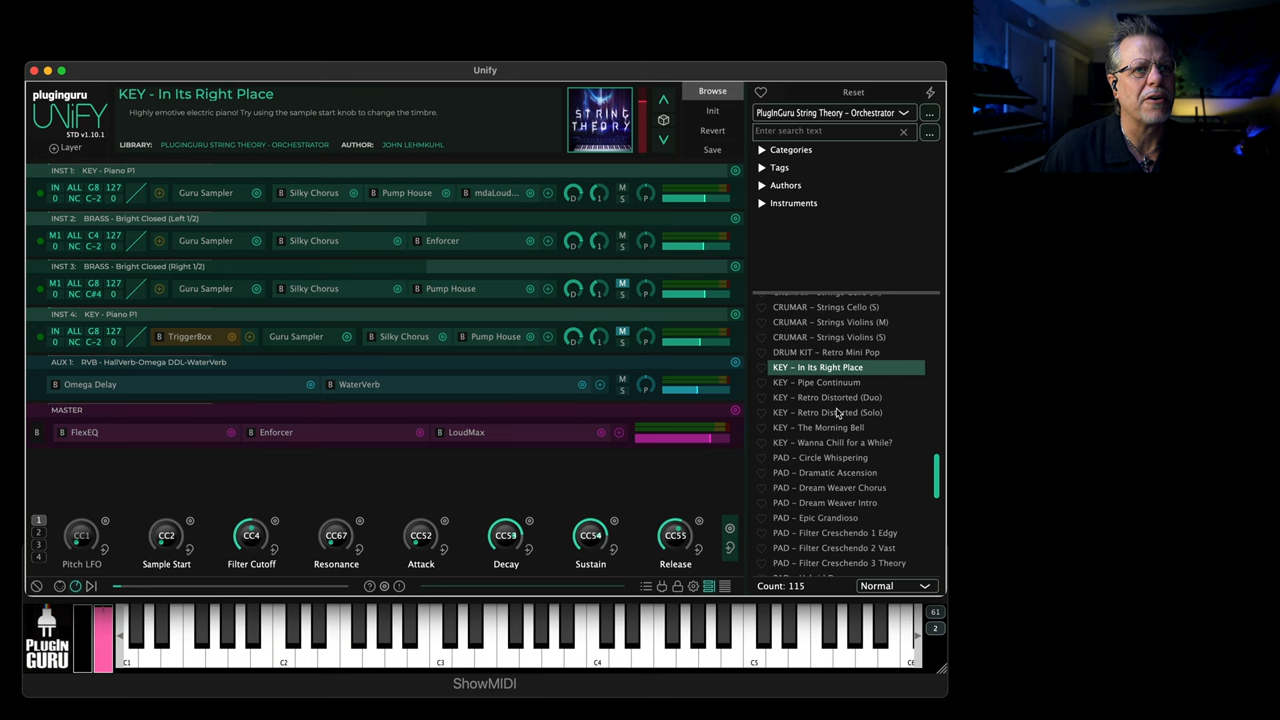 Unify
pluginguru
UNIFY
STD v1.10.1
Layer
KEY - In Its Right Place
Highly emotive electric piano! Try using the sample start knob to change the timbre.
LIBRARY: PLUGINGURU STRING THEORY - ORCHESTRATOR AUTHOR: JOHN LEHMKUHL
STRING
THEORY
Browse
Init
Revert
Save
Reset
PlugInGuru String Theory – Orchestrator
...
Enter search text
...
Categories
Tags
Authors
Instruments
INST 1: KEY - Piano P1
IN ALL G8 127
0 NC C-2 0
Guru Sampler B Silky Chorus B Pump House B mdaLoud... D 1 M S P
INST 2: BRASS - Bright Closed (Left 1/2)
M1 ALL C4 127
0 NC C-2 0
Guru Sampler B Silky Chorus B Enforcer D 1 M S P
INST 3: BRASS - Bright Closed (Right 1/2)
M1 ALL G8 127
0 NC C#4 0
Guru Sampler B Silky Chorus B Pump House D 1 M S P
INST 4: KEY - Piano P1
IN ALL G8 127
0 NC C-2 0
B TriggerBox Guru Sampler B Silky Chorus B Pump House D 1 M S P
AUX 1: RVB - HallVerb-Omega DDL-WaterVerb
B Omega Delay B WaterVerb M S
MASTER
B B FlexEQ B Enforcer B LoudMax
CRUMAR – Strings Cello (S)
CRUMAR – Strings Violins (M)
CRUMAR – Strings Violins (S)
DRUM KIT – Retro Mini Pop
KEY – In Its Right Place
KEY – Pipe Continuum
KEY – Retro Distorted (Duo)
KEY – Retro Distorted (Solo)
KEY – The Morning Bell
KEY – Wanna Chill for a While?
PAD – Circle Whispering
PAD – Dramatic Ascension
PAD – Dream Weaver Chorus
PAD – Dream Weaver Intro
PAD – Epic Grandioso
PAD – Filter Creschendo 1 Edgy
PAD – Filter Creschendo 2 Vast
PAD – Filter Creschendo 3 Theory
Count: 115
Normal
1
2
3
4
CC1 CC2 CC4 CC67 CC52 CC53 CC54 CC55
Pitch LFO Sample Start Filter Cutoff Resonance Attack Decay Sustain Release
PLUGIN
GURU
C1 C2 C3 C4 C5 C6
61
2
ShowMIDI